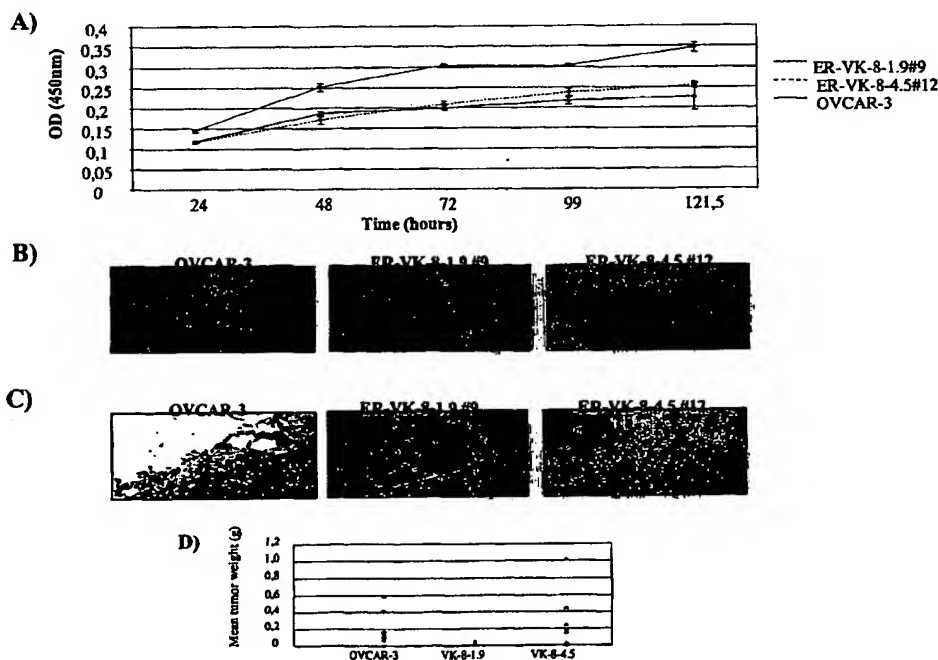 A)
OD (450nm)
0,4
0,35
0,3
0,25
0,2
0,15
0,1
0,05
0
24 48 72 99 121,5
Time (hours)
ER-VK-8-1.9#9
ER-VK-8-4.5#12
OVCAR-3
B)
OVCAR-3 ER-VK-8-1.9#9 ER-VK-8-4.5#12
C)
OVCAR-3 ER-VK-8-1.9#9 ER-VK-8-4.5#12
D)
Mean tumor weight (g)
1,2
1,0
0,8
0,6
0,4
0,2
0
OVCAR-3 VK-8-1.9 VK-8-4.5